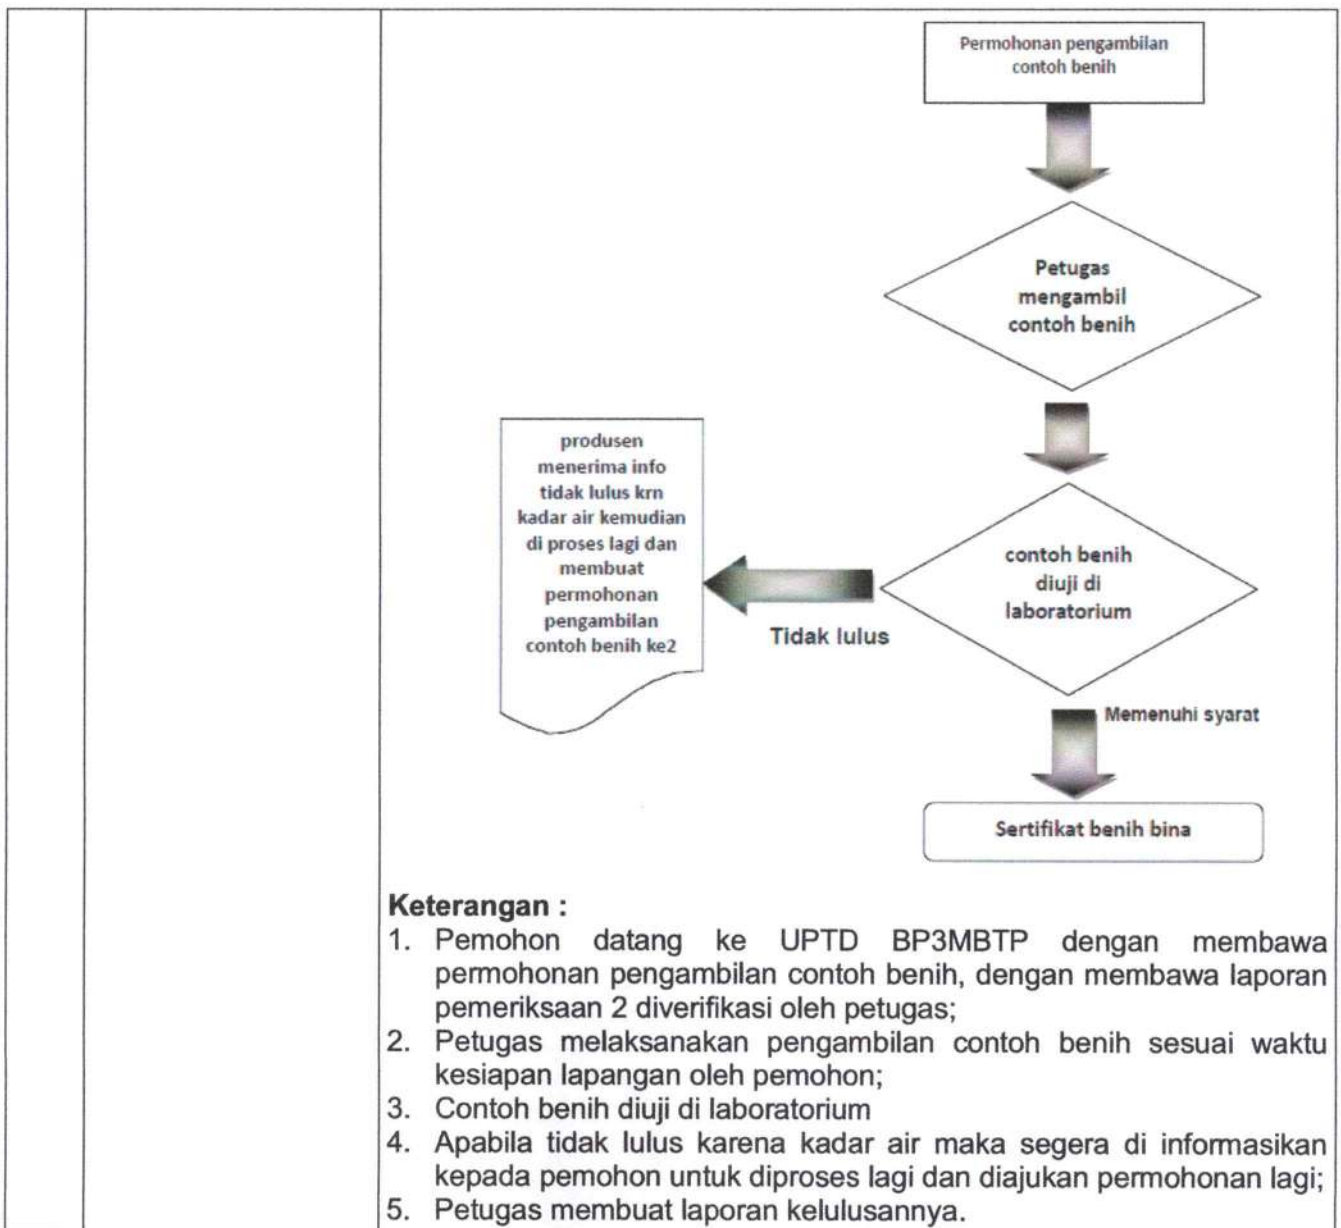 Permohonan pengambilan
contoh benih
Petugas
mengambil
contoh benih
produsen
menerima info
tidak lulus krn
kadar air kemudian
di proses lagi dan
membuat
permohonan
pengambilan
contoh benih ke2
Tidak lulus
contoh benih
diuji di
laboratorium
Memenuhi syarat
Sertifikat benih bina
Keterangan :
1. Pemohon datang ke UPTD BP3MBTP dengan membawa
permohonan pengambilan contoh benih, dengan membawa laporan
pemeriksaan 2 diverifikasi oleh petugas;
2. Petugas melaksanakan pengambilan contoh benih sesuai waktu
kesiapan lapangan oleh pemohon;
3. Contoh benih diuji di laboratorium
4. Apabila tidak lulus karena kadar air maka segera di informasikan
kepada pemohon untuk diproses lagi dan diajukan permohonan lagi;
5. Petugas membuat laporan kelulusannya.